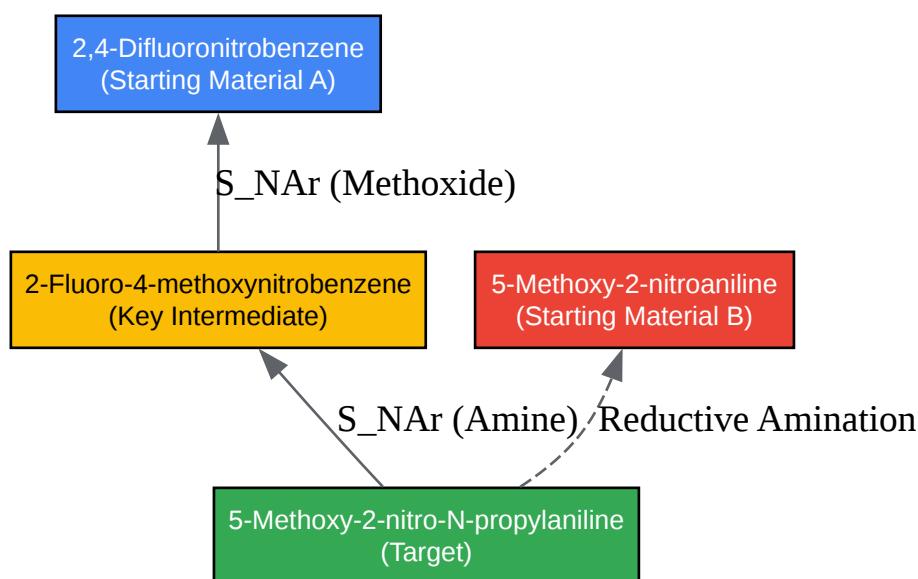 2,4-Difluoronitrobenzene
(Starting Material A)
S_NAr (Methoxide)
2-Fluoro-4-methoxynitrobenzene
(Key Intermediate)
5-Methoxy-2-nitroaniline
(Starting Material B)
S_NAr (Amine)
Reductive Amination
5-Methoxy-2-nitro-N-propylaniline
(Target)